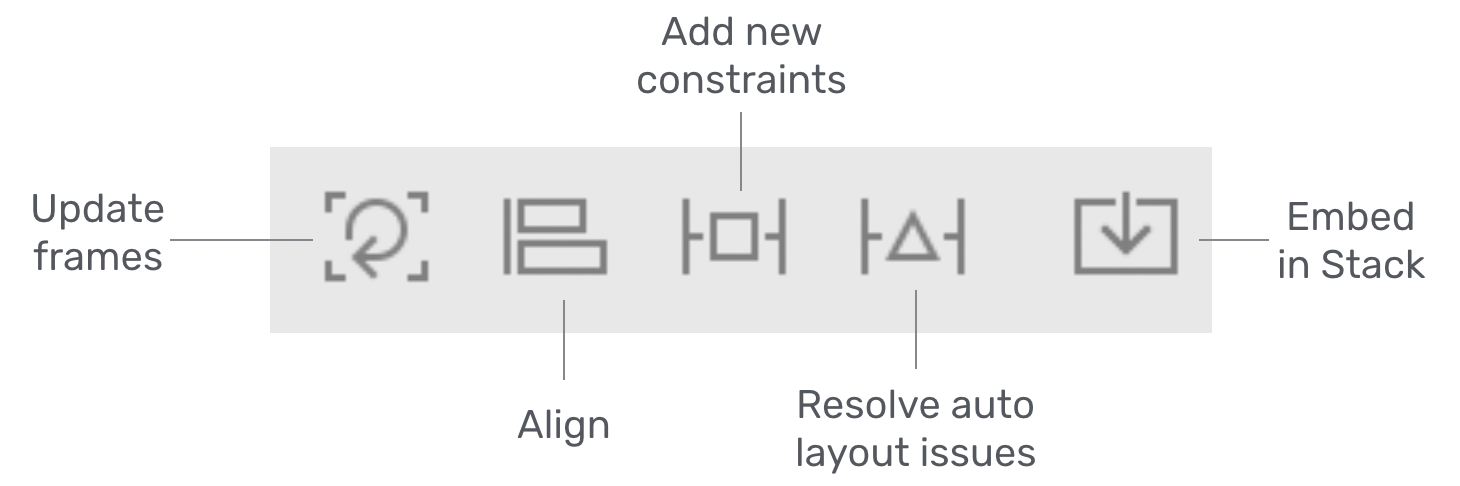 Add new
constraints
Update
frames
Embed
in Stack
Align
Resolve auto
layout issues